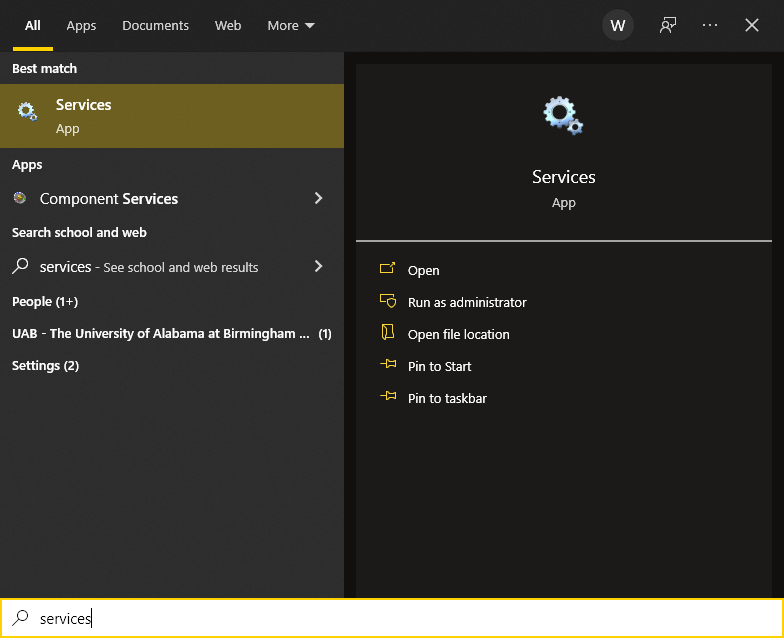 All Apps Documents Web More W ...
Best match
Services
App
Apps
Component Services
Search school and web
services - See school and web results
People (1+)
UAB - The University of Alabama at Birmingham ... (1)
Settings (2)
Services
App
Open
Run as administrator
Open file location
Pin to Start
Pin to taskbar
services